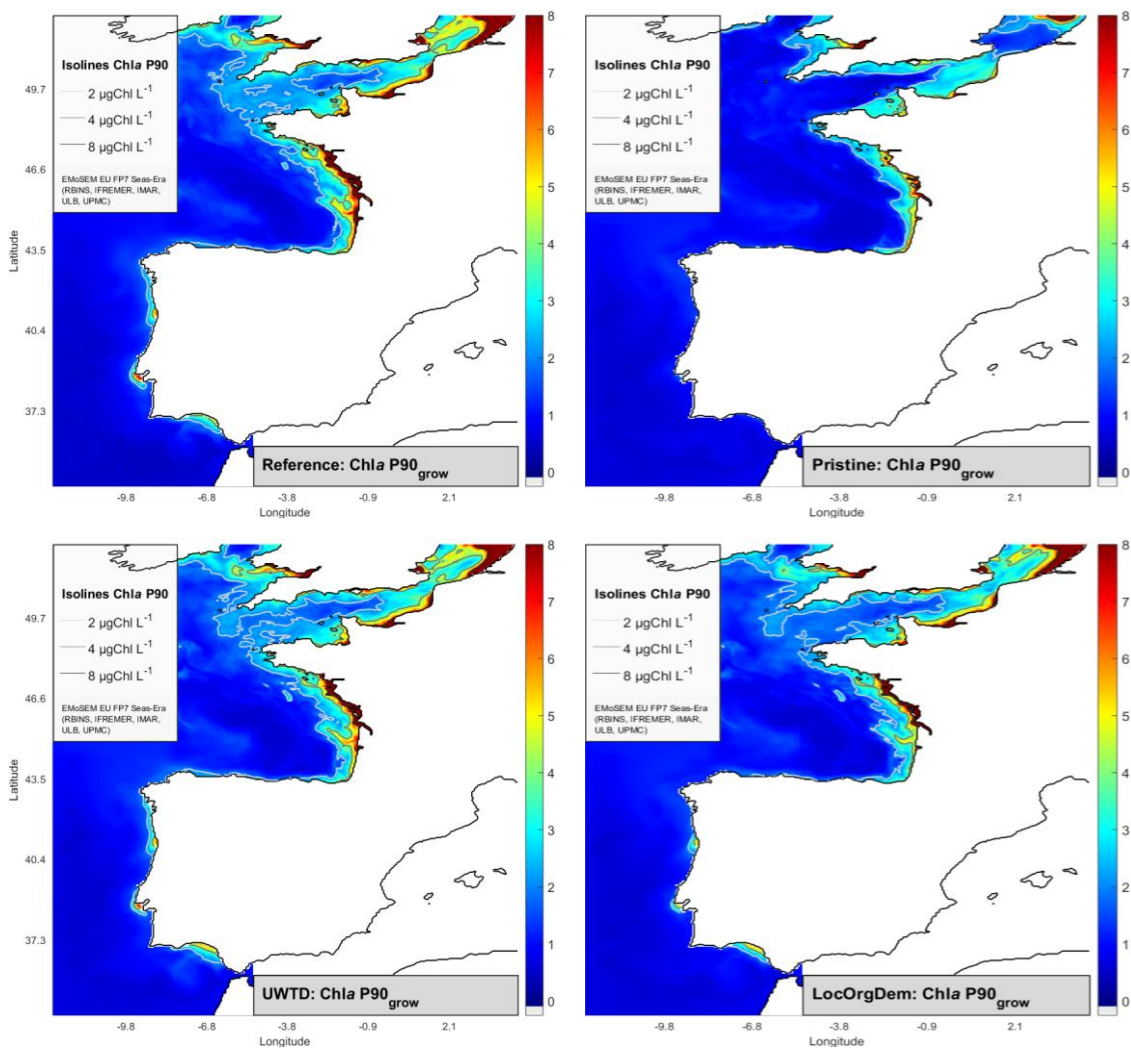 Isolines Chla P90
2 µgChl L-1
4 µgChl L-1
8 µgChl L-1
EMoSEM EU FP7 Seas-Era
(RBINS, IFREMER, IMAR,
ULB, UPMC)
49.7
46.6
43.5
40.4
37.3
Latitude
-9.8 -6.8 -3.8 -0.9 2.1
Longitude
Reference: Chla P90grow
8
7
6
5
4
3
2
1
0
Isolines Chla P90
2 µgChl L-1
4 µgChl L-1
8 µgChl L-1
EMoSEM EU FP7 Seas-Era
(RBINS, IFREMER, IMAR,
ULB, UPMC)
-9.8 -6.8 -3.8 -0.9 2.1
Longitude
Pristine: Chla P90grow
8
7
6
5
4
3
2
1
0
Isolines Chla P90
2 µgChl L-1
4 µgChl L-1
8 µgChl L-1
EMoSEM EU FP7 Seas-Era
(RBINS, IFREMER, IMAR,
ULB, UPMC)
49.7
46.6
43.5
40.4
37.3
Latitude
-9.8 -6.8 -3.8 -0.9 2.1
Longitude
UWTD: Chla P90grow
8
7
6
5
4
3
2
1
0
Isolines Chla P90
2 µgChl L-1
4 µgChl L-1
8 µgChl L-1
EMoSEM EU FP7 Seas-Era
(RBINS, IFREMER, IMAR,
ULB, UPMC)
-9.8 -6.8 -3.8 -0.9 2.1
Longitude
LocOrgDem: Chla P90grow
8
7
6
5
4
3
2
1
0